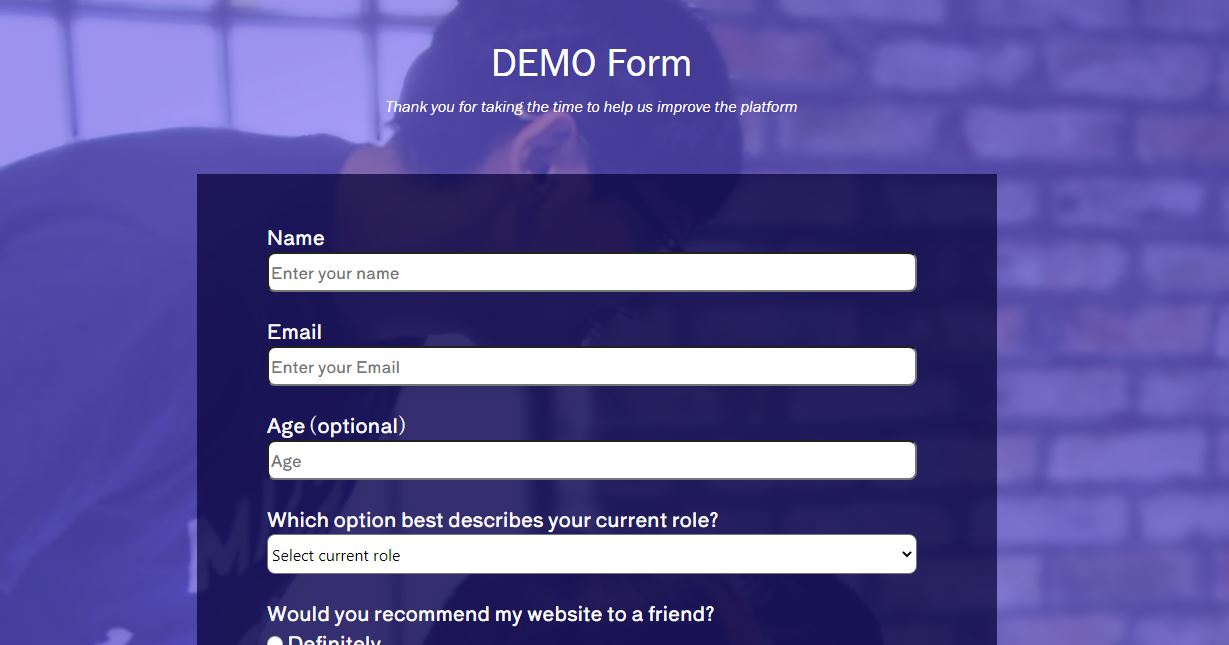 DEMO Form
Thank you for taking the time to help us improve the platform
Name
Enter your name
Email
Enter your Email
Age (optional)
Age
Which option best describes your current role?
Select current role
Would you recommend my website to a friend?
Definitely